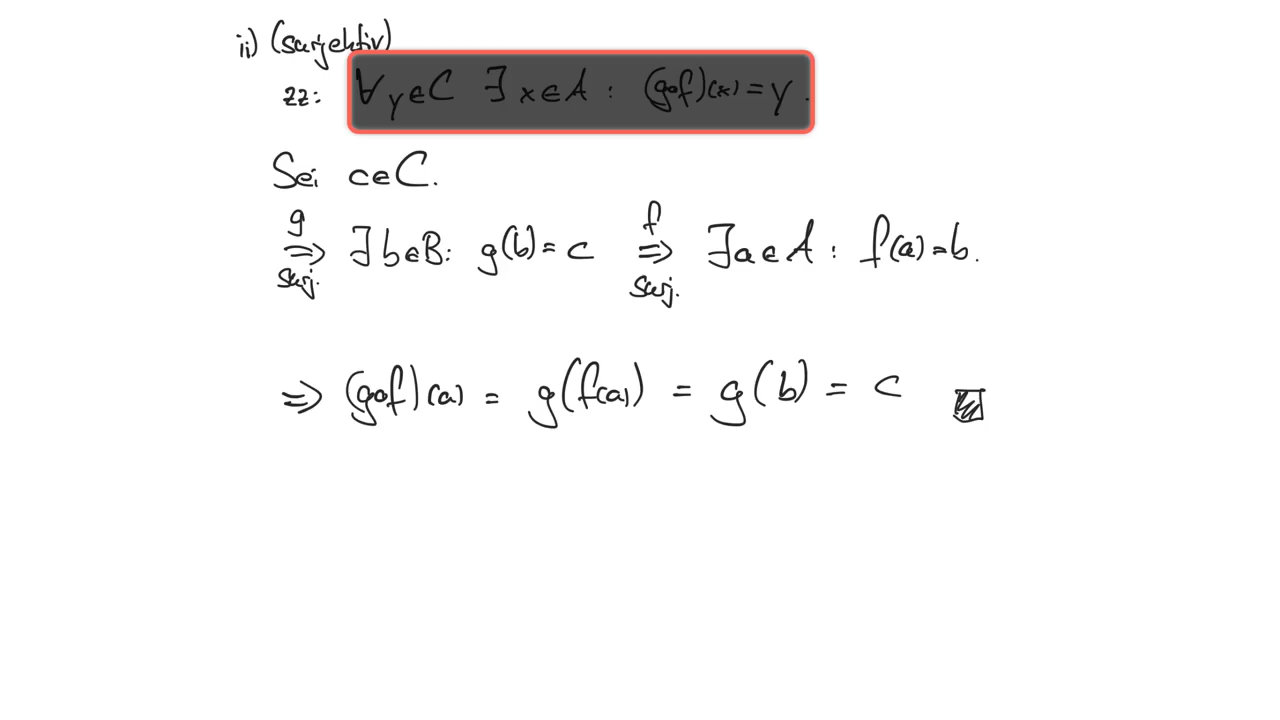 ii) (surjektiv)
zz: ∀ y∈C ∃ x∈A : (g∘f)(x) = y.
Sei c∈C.
g ⇒ surj. ∃ b∈B: g(b) = c f ⇒ surj. ∃ a∈A : f(a) = b.
⇒ (g∘f)(a) = g(f(a)) = g(b) = c